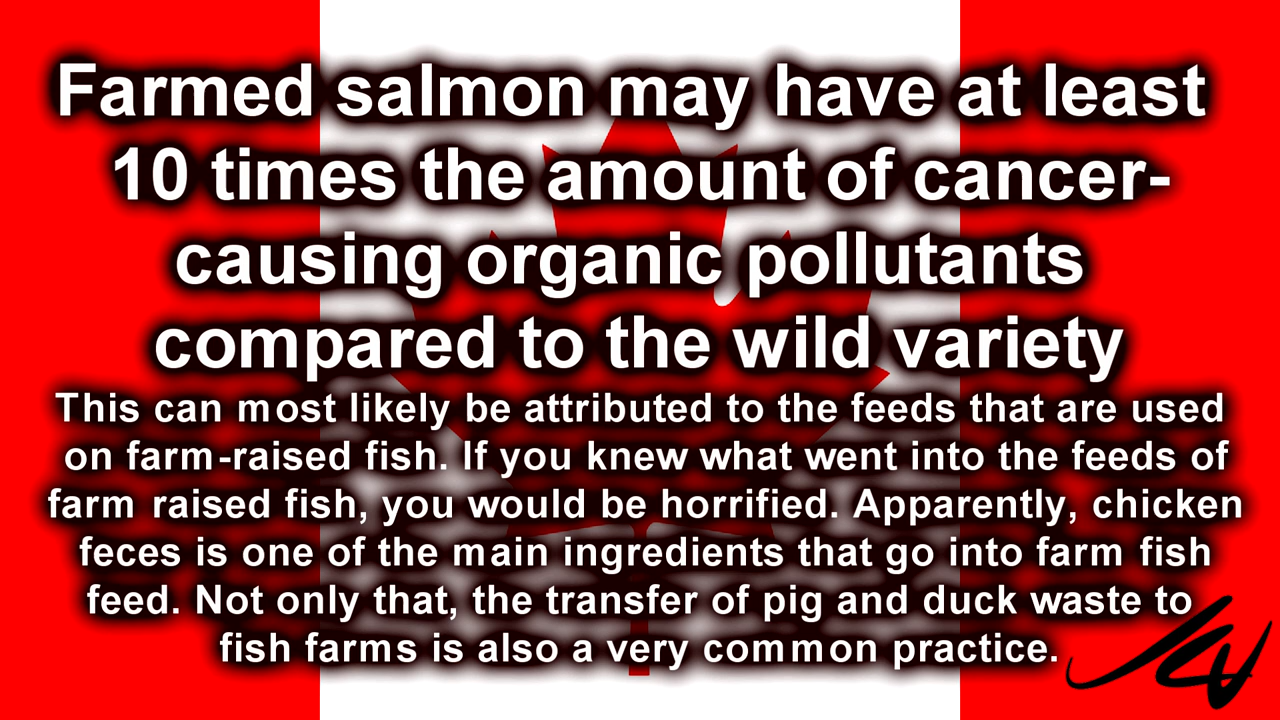 Farmed salmon may have at least
10 times the amount of cancer-
causing organic pollutants
compared to the wild variety
This can most likely be attributed to the feeds that are used
on farm-raised fish. If you knew what went into the feeds of
farm raised fish, you would be horrified. Apparently, chicken
feces is one of the main ingredients that go into farm fish
feed. Not only that, the transfer of pig and duck waste to
fish farms is also a very common practice.